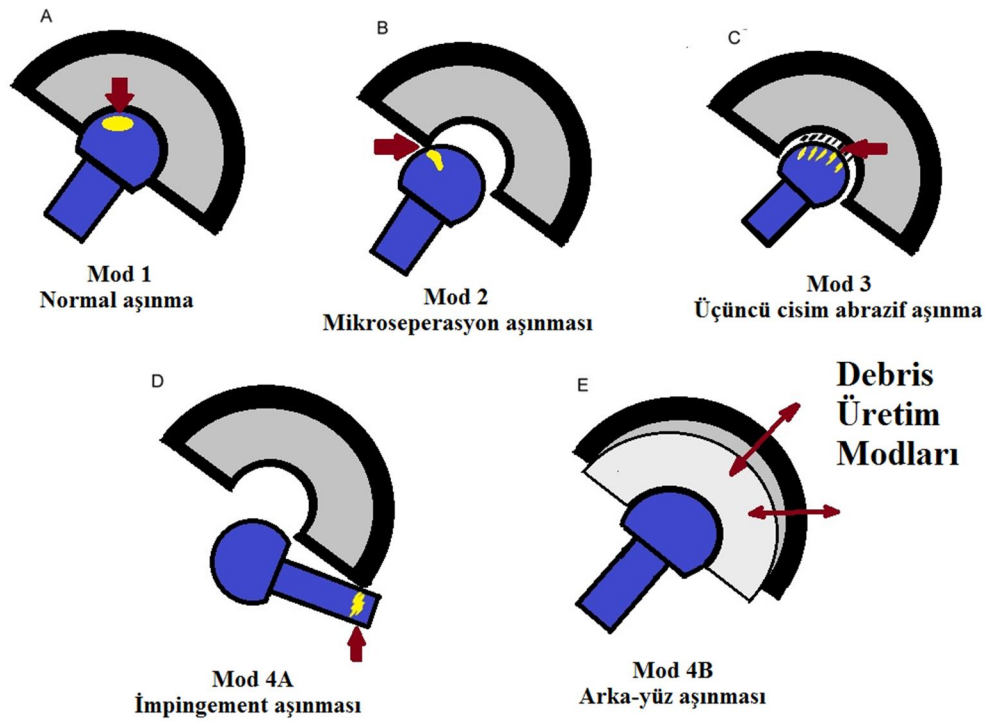 A
B
C
Mod 1
Normal aşınma
Mod 2
Mikroseperasyon aşınması
Mod 3
Üçüncü cisim abrazif aşınma
D
E
Debris
Üretim
Modları
Mod 4A
İmpingement aşınması
Mod 4B
Arka-yüz aşınması